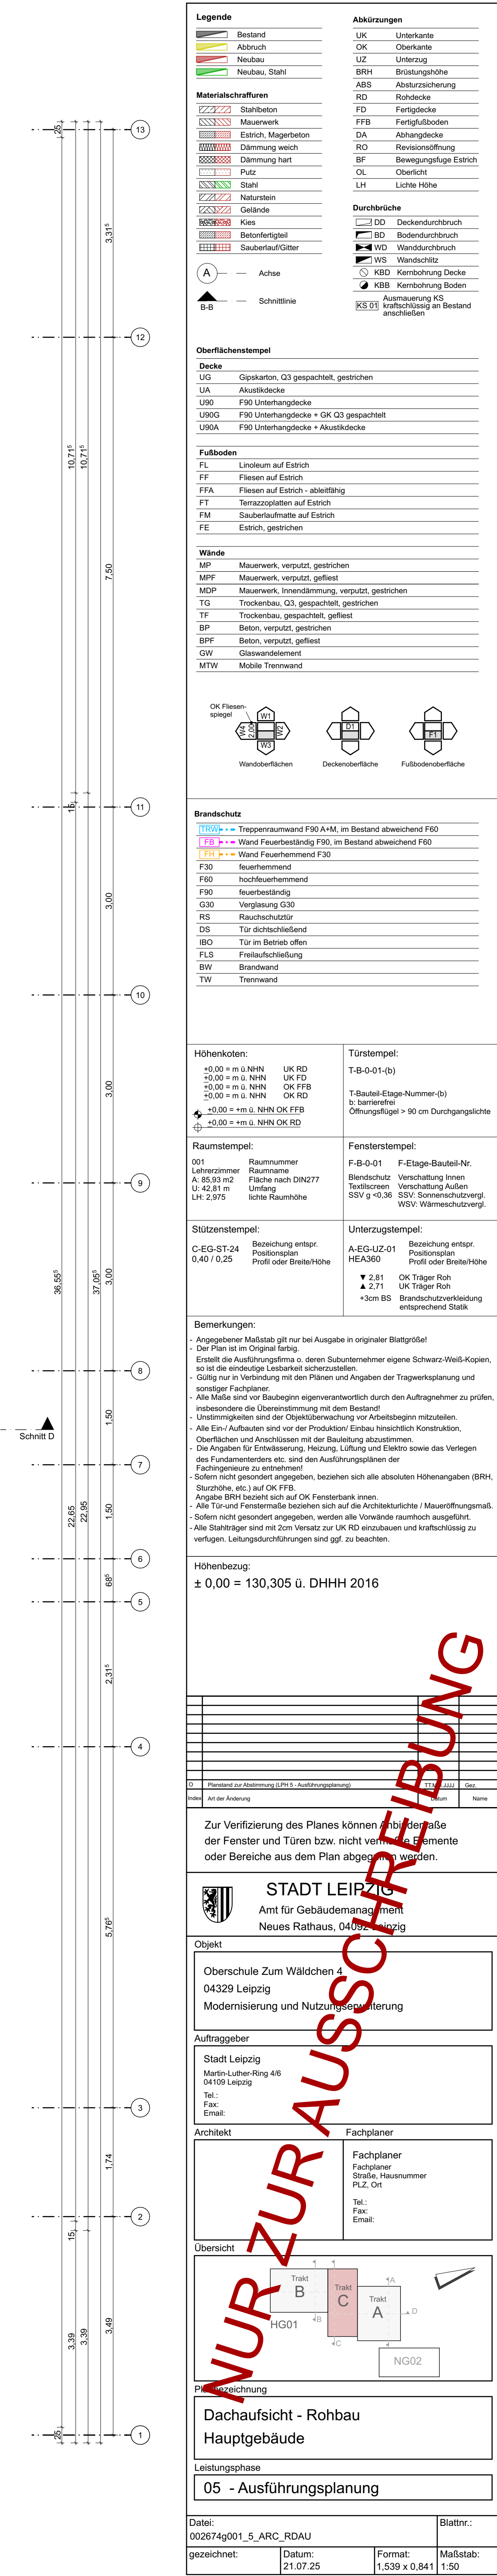 Legende
Bestand
Abbruch
Neubau
Neubau, Stahl
Materialschraffuren
Stahlbeton
Mauerwerk
Estrich, Magerbeton
Dämmung weich
Dämmung hart
Putz
Stahl
Naturstein
Gelände
Kies
Betonfertigteil
Sauberlauf/Gitter
A Achse
B-B Schnittlinie
Abkürzungen
UK Unterkante
OK Oberkante
UZ Unterzug
BRH Brüstungshöhe
ABS Absturzsicherung
RD Rohdecke
FD Fertigdecke
FFB Fertigfußboden
DA Abhangdecke
RO Revisionsöffnung
BF Bewegungsfuge Estrich
OL Oberlicht
LH Lichte Höhe
Durchbrüche
DD Deckendurchbruch
BD Bodendurchbruch
WD Wanddurchbruch
WS Wandschlitz
KBD Kernbohrung Decke
KBB Kernbohrung Boden
KS 01 Ausmauerung KS
kraftschlüssig an Bestand
anschließen
Oberflächenstempel
Decke
UG Gipskarton, Q3 gespachtelt, gestrichen
UA Akustikdecke
U90 F90 Unterhangdecke
U90G F90 Unterhangdecke + GK Q3 gespachtelt
U90A F90 Unterhangdecke + Akustikdecke
Fußboden
FL Linoleum auf Estrich
FF Fliesen auf Estrich
FFA Fliesen auf Estrich - ableitfähig
FT Terrazzoplatten auf Estrich
FM Sauberlaufmatte auf Estrich
FE Estrich, gestrichen
Wände
MP Mauerwerk, verputzt, gestrichen
MPF Mauerwerk, verputzt, gefliest
MDP Mauerwerk, Innendämmung, verputzt, gestrichen
TG Trockenbau, Q3, gespachtelt, gestrichen
TF Trockenbau, gespachtelt, gefliest
BP Beton, verputzt, gestrichen
BPF Beton, verputzt, gefliest
GW Glaswandelement
MTW Mobile Trennwand
OK Fliesen-
spiegel
W1
W4
2,00
W2
W3
D1
F1
Wandoberflächen
Deckenoberfläche
Fußbodenoberfläche
Brandschutz
TRW Treppenraumwand F90 A+M, im Bestand abweichend F60
FB Wand Feuerbeständig F90, im Bestand abweichend F60
FH Wand Feuerhemmend F30
F30 feuerhemmend
F60 hochfeuerhemmend
F90 feuerbeständig
G30 Verglasung G30
RS Rauchschutztür
DS Tür dichtschließend
IBO Tür im Betrieb offen
FLS Freilaufschließung
BW Brandwand
TW Trennwand
Höhenkoten:
±0,00 = m ü.NHN UK RD
±0,00 = m ü. NHN UK FD
±0,00 = m ü. NHN OK FFB
±0,00 = m ü. NHN OK RD
±0,00 = +m ü. NHN OK FFB
±0,00 = +m ü. NHN OK RD
Türstempel:
T-B-0-01-(b)
T-Bauteil-Etage-Nummer-(b)
b: barrierefrei
Öffnungsflügel > 90 cm Durchgangslichte
Raumstempel:
001 Raumnummer
Lehrerzimmer Raumname
A: 85,93 m2 Fläche nach DIN277
U: 42,81 m Umfang
LH: 2,975 lichte Raumhöhe
Fensterstempel:
F-B-0-01 F-Etage-Bauteil-Nr.
Blendschutz Verschattung Innen
Textilscreen Verschattung Außen
SSV g <0,36 SSV: Sonnenschutzvergl.
WSV: Wärmeschutzvergl.
Stützenstempel:
C-EG-ST-24
0,40 / 0,25
Bezeichung entspr.
Positionsplan
Profil oder Breite/Höhe
Unterzugstempel:
A-EG-UZ-01
HEA360
Bezeichung entspr.
Positionsplan
Profil oder Breite/Höhe
▼ 2,81 OK Träger Roh
▲ 2,71 UK Träger Roh
+3cm BS Brandschutzverkleidung
entsprechend Statik
Bemerkungen:
- Angegebener Maßstab gilt nur bei Ausgabe in originaler Blattgröße!
- Der Plan ist im Original farbig.
Erstellt die Ausführungsfirma o. deren Subunternehmer eigene Schwarz-Weiß-Kopien,
so ist die eindeutige Lesbarkeit sicherzustellen.
- Gültig nur in Verbindung mit den Plänen und Angaben der Tragwerksplanung und
sonstiger Fachplaner.
- Alle Maße sind vor Baubeginn eigenverantwortlich durch den Auftragnehmer zu prüfen,
insbesondere die Übereinstimmung mit dem Bestand!
- Unstimmigkeiten sind der Objektüberwachung vor Arbeitsbeginn mitzuteilen.
- Alle Ein-/ Aufbauten sind vor der Produktion/ Einbau hinsichtlich Konstruktion,
Oberflächen und Anschlüssen mit der Bauleitung abzustimmen.
- Die Angaben für Entwässerung, Heizung, Lüftung und Elektro sowie das Verlegen
des Fundamenterders etc. sind den Ausführungsplänen der
Fachingenieure zu entnehmen!
- Sofern nicht gesondert angegeben, beziehen sich alle absoluten Höhenangaben (BRH,
Sturzhöhe, etc.) auf OK FFB.
Angabe BRH bezieht sich auf OK Fensterbank innen.
- Alle Tür-und Fenstermaße beziehen sich auf die Architekturlichte / Maueröffnungsmaß.
- Sofern nicht gesondert angegeben, werden alle Vorwände raumhoch ausgeführt.
- Alle Stahlträger sind mit 2cm Versatz zur UK RD einzubauen und kraftschlüssig zu
verfugen. Leitungsdurchführungen sind ggf. zu beachten.
Höhenbezug:
± 0,00 = 130,305 ü. DHHH 2016
O Planstand zur Abstimmung (LPH 5 - Ausführungsplanung) TT.MM.JJJJ Gez.
Index Art der Änderung Datum Name
Zur Verifizierung des Planes können Anbindemaße
der Fenster und Türen bzw. nicht vermaßte Elemente
oder Bereiche aus dem Plan abgegriffen werden.
STADT LEIPZIG
Amt für Gebäudemanagement
Neues Rathaus, 04092 Leipzig
Objekt
Oberschule Zum Wäldchen 4
04329 Leipzig
Modernisierung und Nutzungserweiterung
Auftraggeber
Stadt Leipzig
Martin-Luther-Ring 4/6
04109 Leipzig
Tel.:
Fax:
Email:
Architekt
Fachplaner
Fachplaner
Fachplaner
Straße, Hausnummer
PLZ, Ort
Tel.:
Fax:
Email:
Übersicht
Trakt
B
Trakt
C
Trakt
A
HG01
NG02
A
B
C
D
Planbezeichnung
Dachaufsicht - Rohbau
Hauptgebäude
Leistungsphase
05 - Ausführungsplanung
Datei:
002674g001_5_ARC_RDAU
Blattnr.:
gezeichnet:
Datum:
21.07.25
Format:
1,539 x 0,841
Maßstab:
1:50
NUR ZUR AUSSCHREIBUNG
13
12
11
10
9
8
7
6
5
4
3
2
1
25
3,31⁵
10,71⁵
10,71⁵
7,50
15
3,00
3,00
36,55⁵
37,05⁵
3,00
1,50
Schnitt D
22,65
22,95
1,50
68⁵
2,31⁵
5,76⁵
1,74
15
3,39
3,39
3,49
25